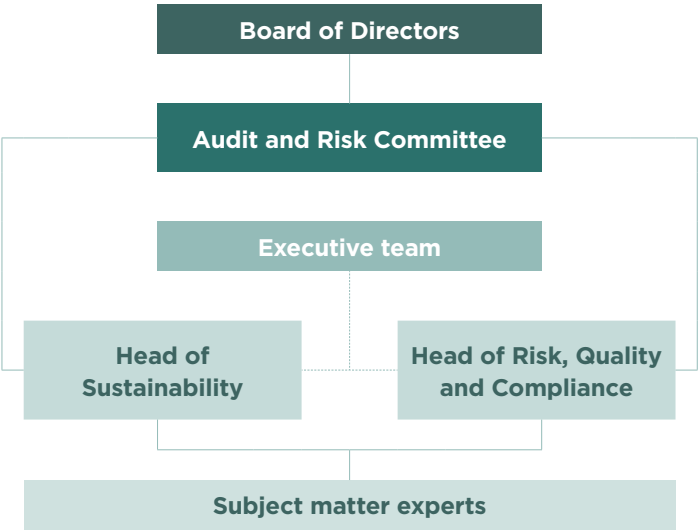 Board of Directors
Audit and Risk Committee
Executive team
Head of
Sustainability
Head of Risk, Quality
and Compliance
Subject matter experts